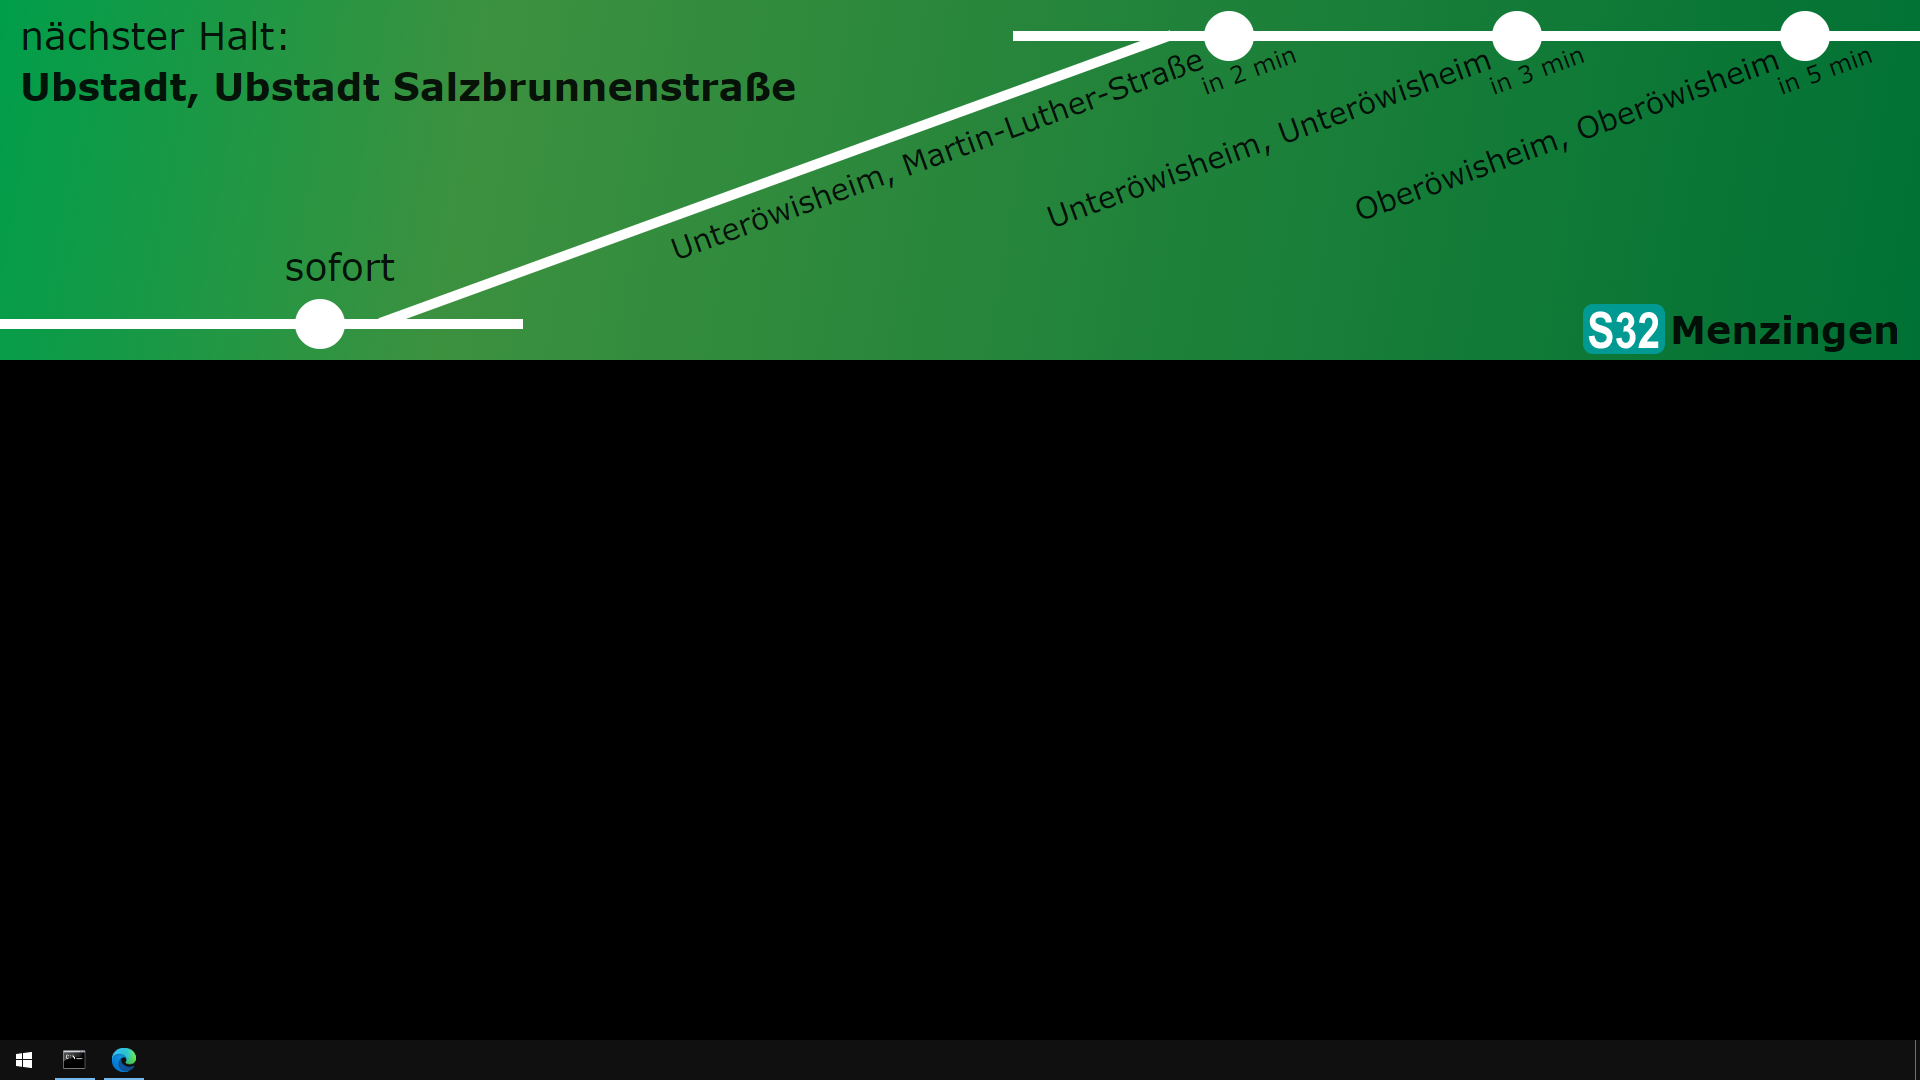 nächster Halt:
Ubstadt, Ubstadt Salzbrunnenstraße
sofort
Unteröwisheim, Martin-Luther-Straße
in 2 min
Unteröwisheim, Unteröwisheim
in 3 min
Oberöwisheim, Oberöwisheim
in 5 min
S32 Menzingen